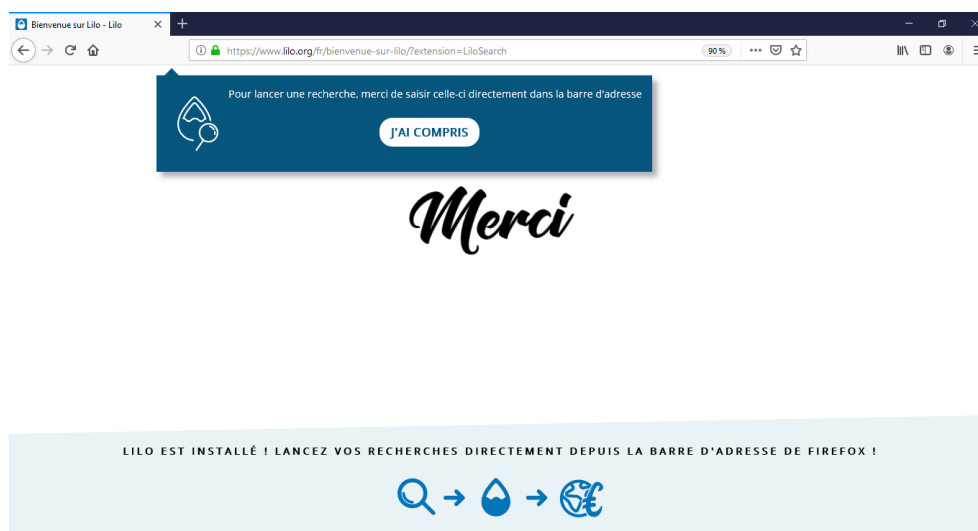 Bienvenue sur Lilo - Lilo
https://www.lilo.org/fr/bienvenue-sur-lilo/?extension=LiloSearch
90 %
Pour lancer une recherche, merci de saisir celle-ci directement dans la barre d'adresse
J'AI COMPRIS
Merci
LILO EST INSTALLÉ ! LANCEZ VOS RECHERCHES DIRECTEMENT DEPUIS LA BARRE D'ADRESSE DE FIREFOX !